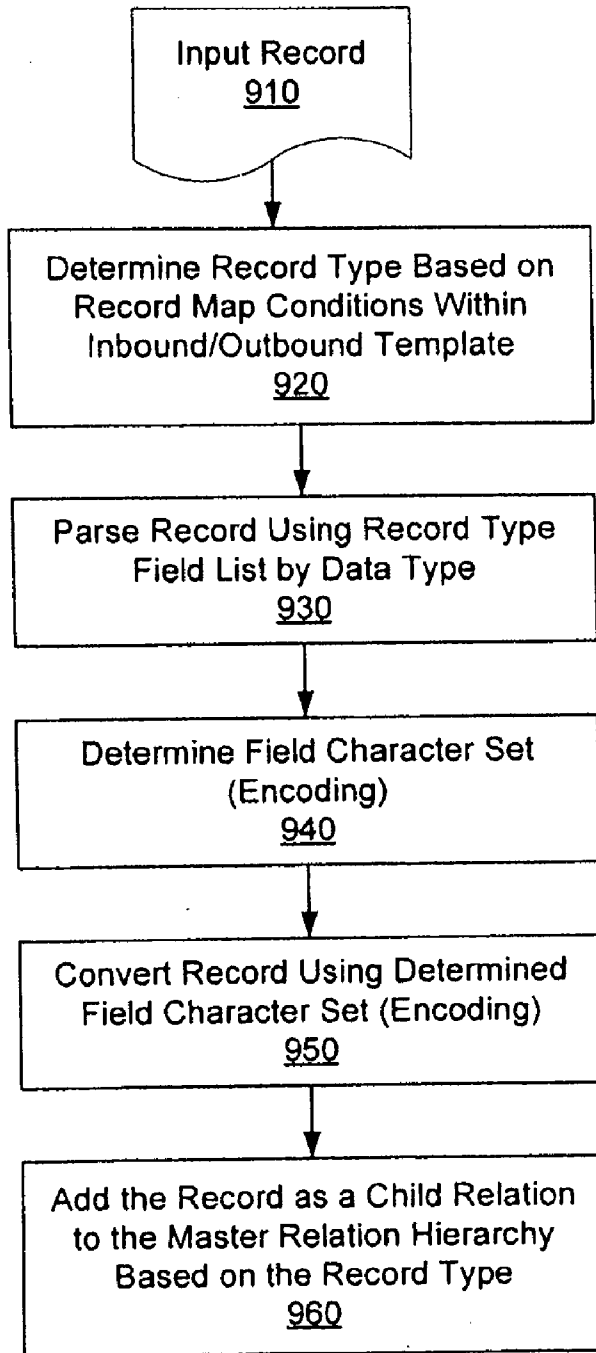 Input Record
910
Determine Record Type Based on
Record Map Conditions Within
Inbound/Outbound Template
920
Parse Record Using Record Type
Field List by Data Type
930
Determine Field Character Set
(Encoding)
940
Convert Record Using Determined
Field Character Set (Encoding)
950
Add the Record as a Child Relation
to the Master Relation Hierarchy
Based on the Record Type
960